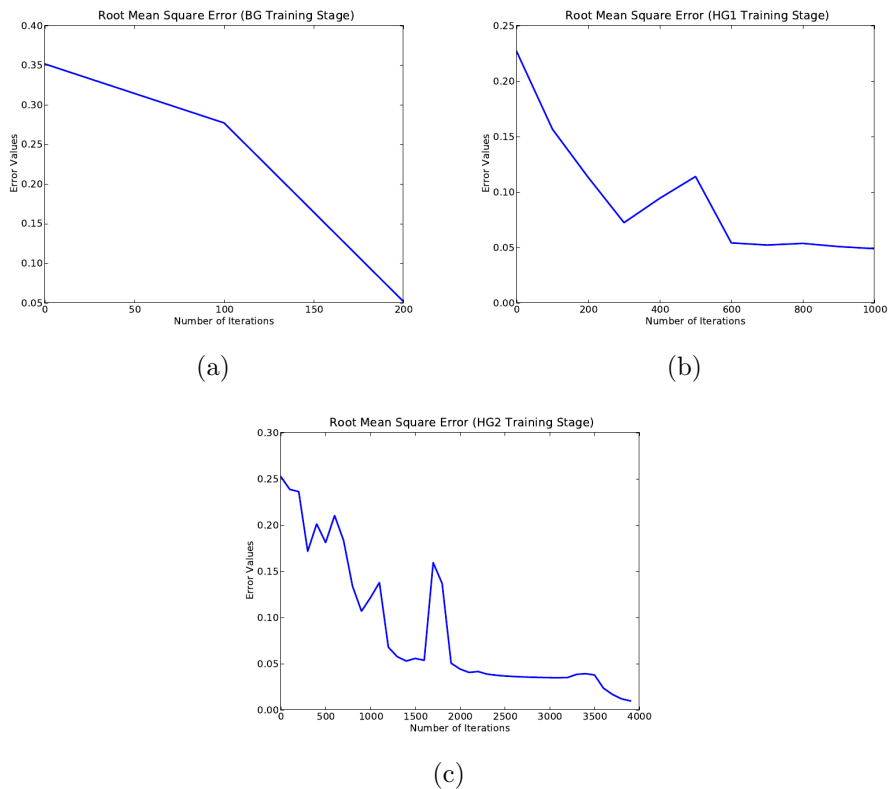 Root Mean Square Error (BG Training Stage)
0.40
0.35
0.30
0.25
0.20
0.15
0.10
0.05
Error Values
0 50 100 150 200
Number of Iterations
(a)
Root Mean Square Error (HG1 Training Stage)
0.25
0.20
0.15
0.10
0.05
0.00
Error Values
0 200 400 600 800 1000
Number of Iterations
(b)
Root Mean Square Error (HG2 Training Stage)
0.30
0.25
0.20
0.15
0.10
0.05
0.00
Error Values
0 500 1000 1500 2000 2500 3000 3500 4000
Number of Iterations
(c)